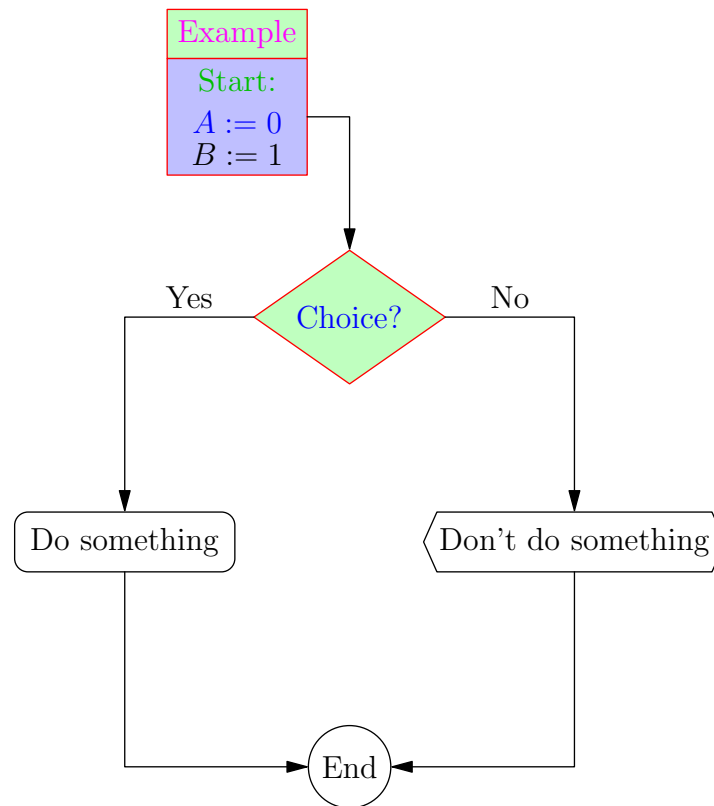 Example
Start:
A := 0
B := 1
Yes
No
Choice?
Do something
Don't do something
End